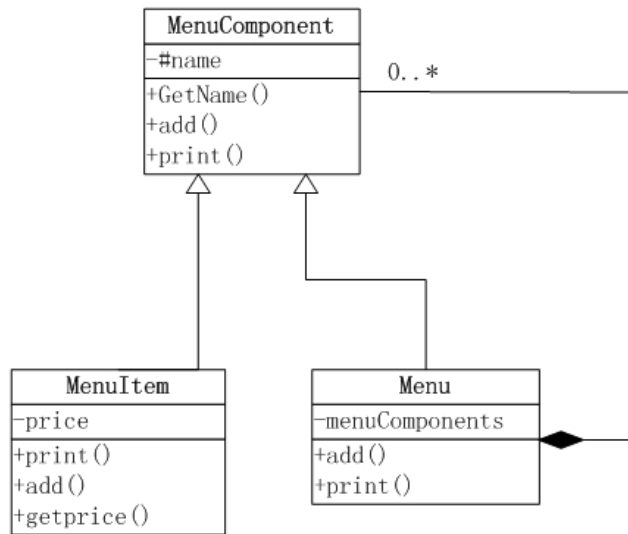 MenuComponent
-#name
0..*
+GetName()
+add()
+print()
MenuItem
-price
+print()
+add()
+getprice()
Menu
-menuComponents
+add()
+print()